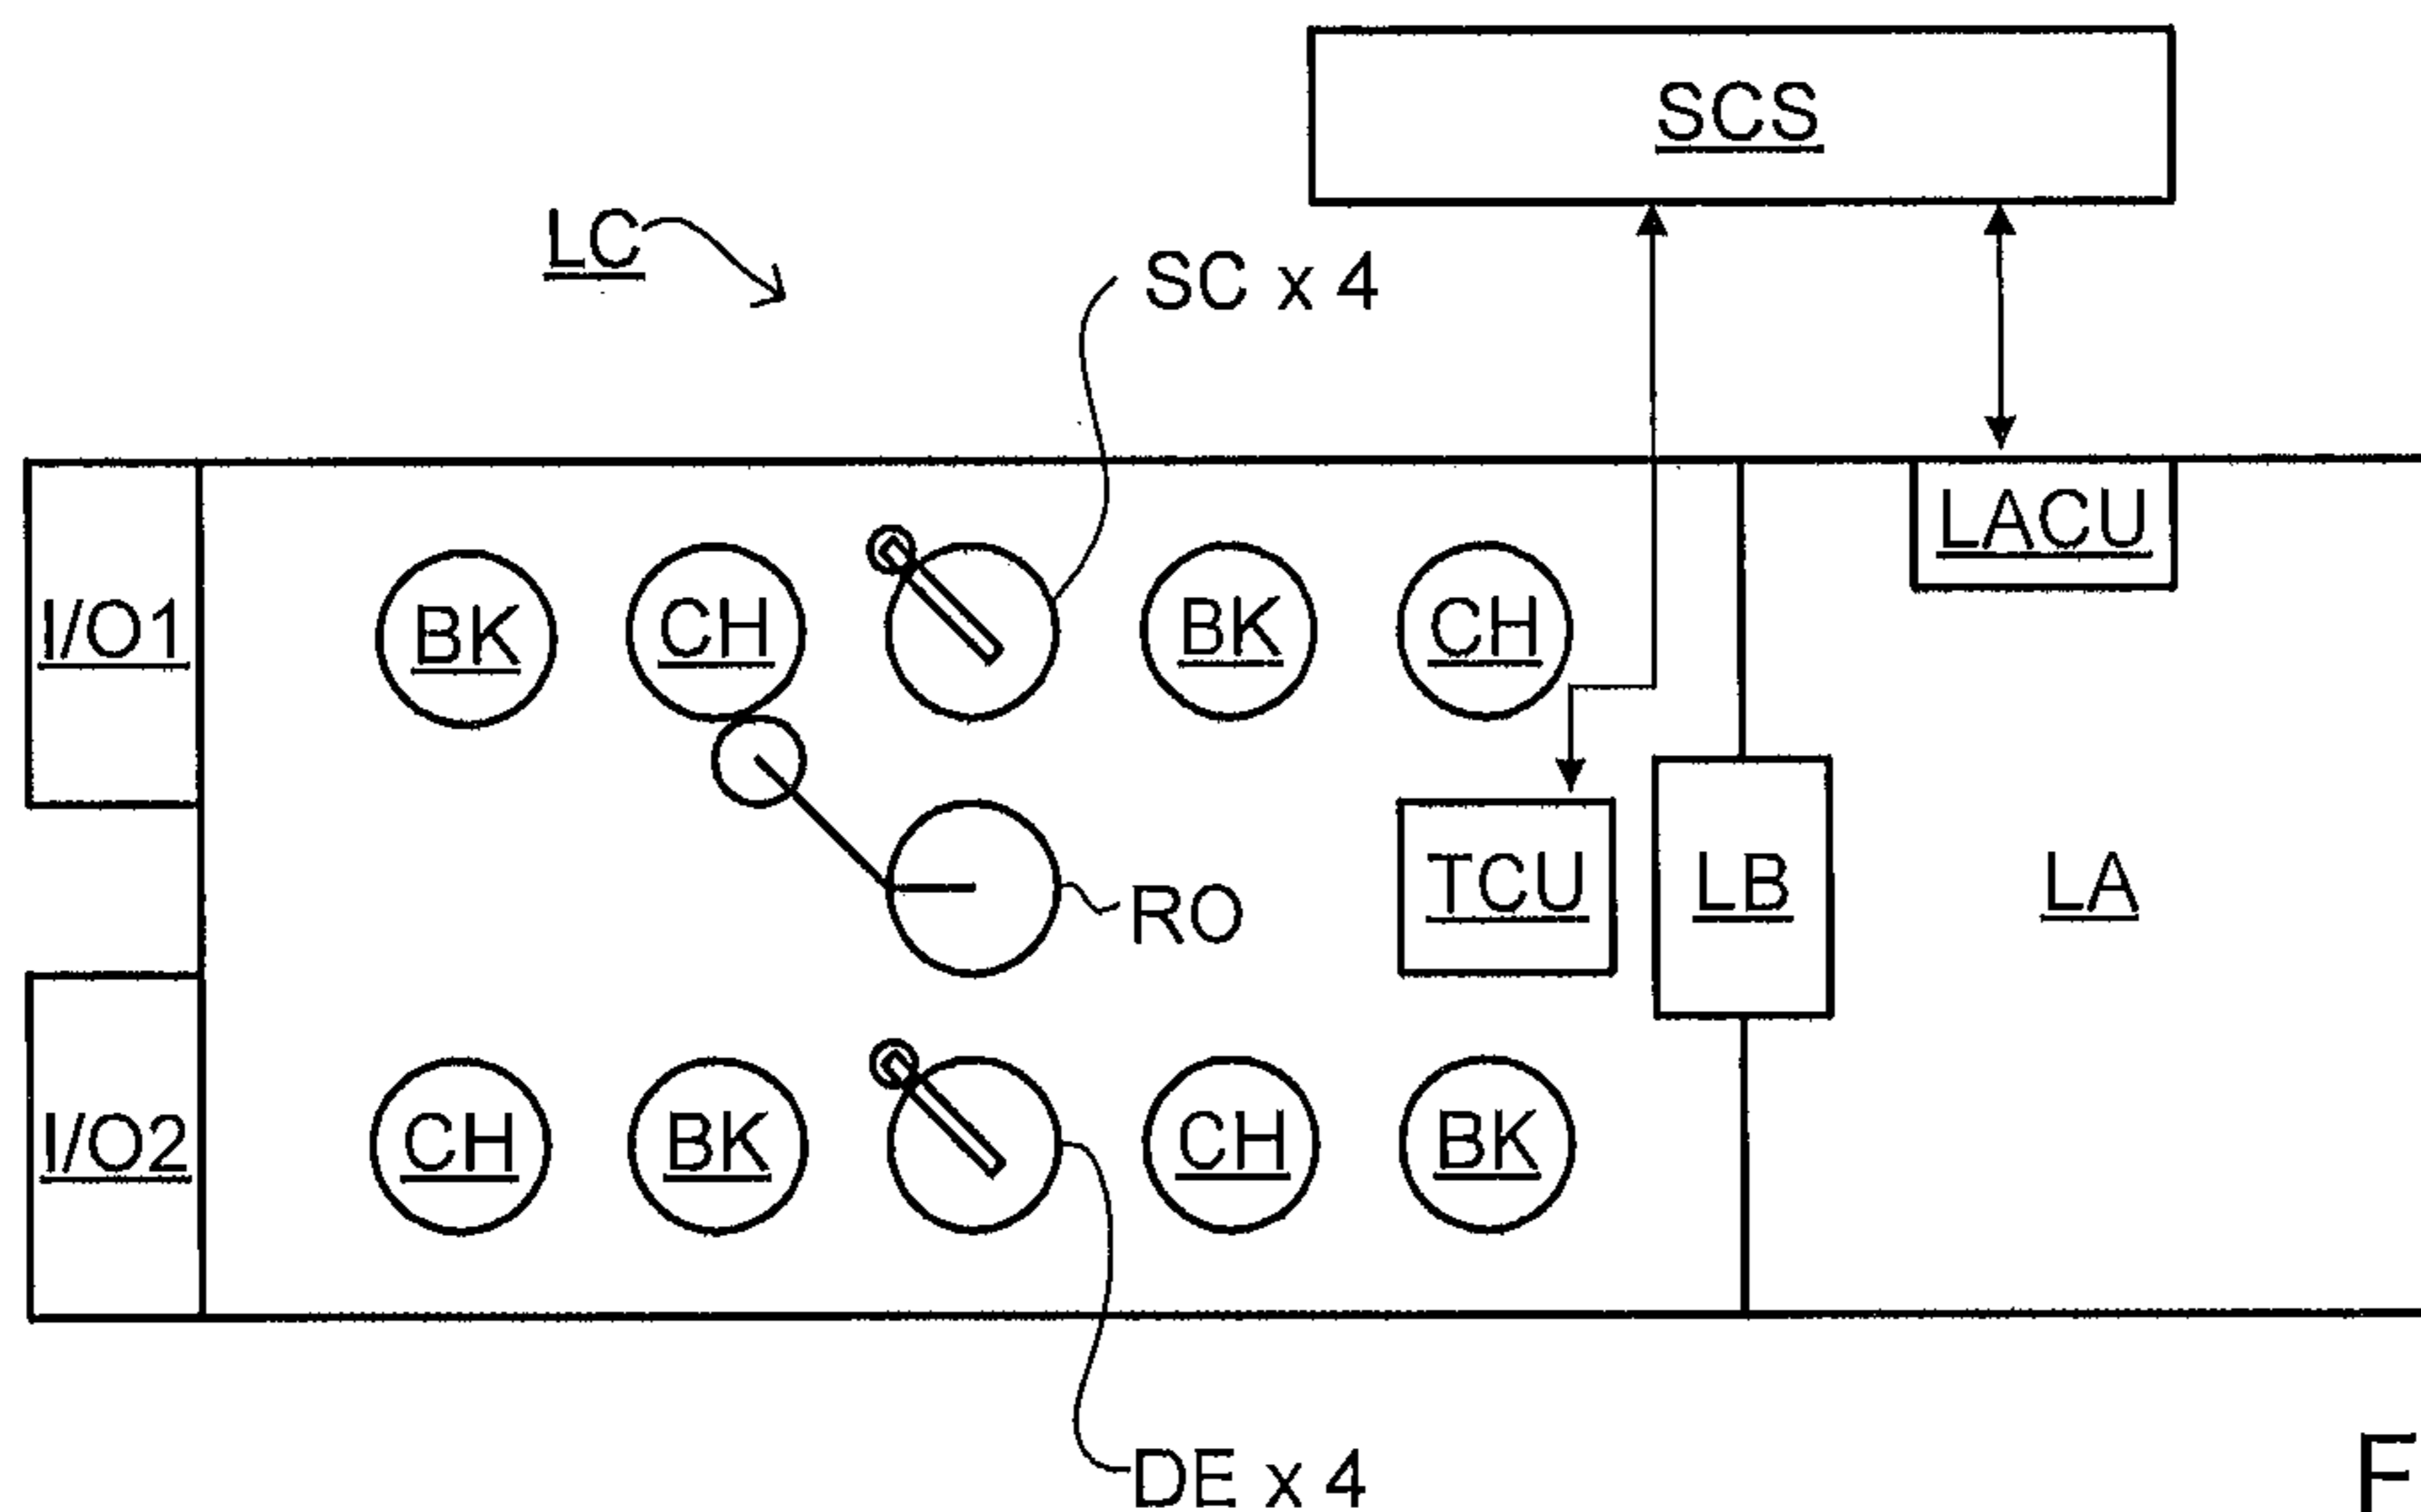 SCS
LC
SC x 4
LACU
I/O1
BK
CH
BK
CH
TCU
LB
LA
RO
I/O2
CH
BK
CH
BK
DE x 4
F